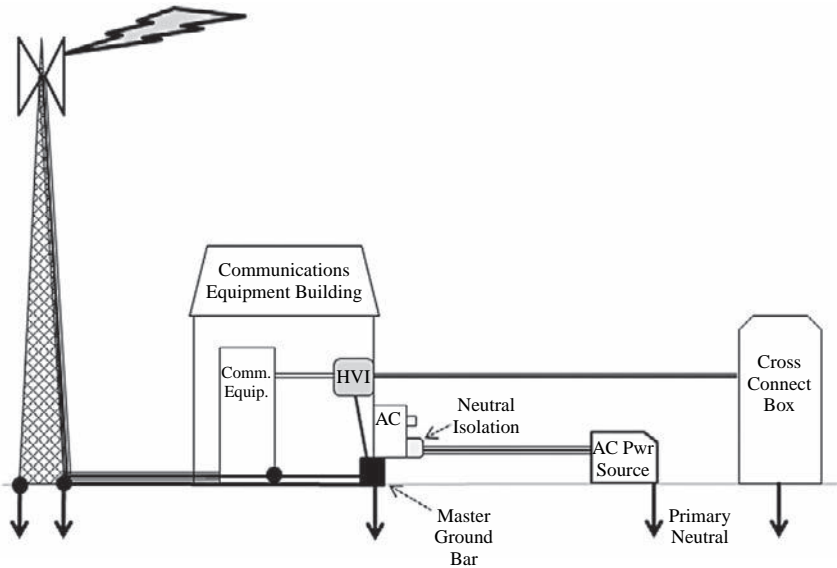 Communications
Equipment Building
Comm.
Equip.
HVI
Cross
Connect
Box
AC
Neutral
Isolation
AC Pwr
Source
Master
Ground
Bar
Primary
Neutral